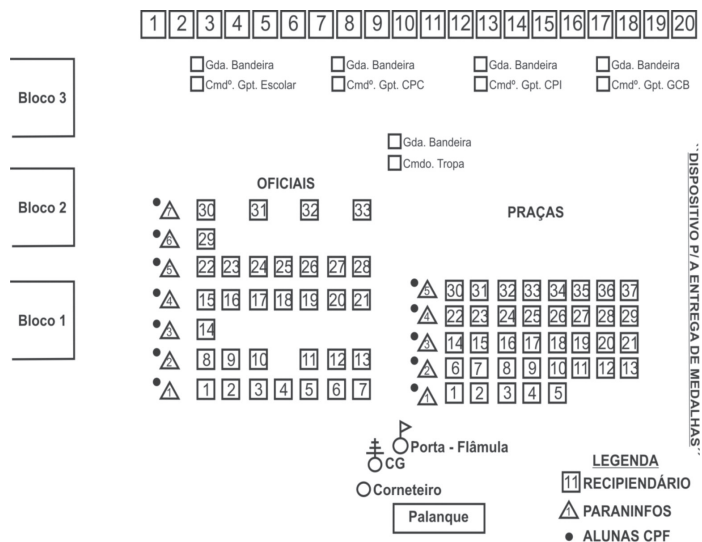 1 2 3 4 5 6 7 8 9 10 11 12 13 14 15 16 17 18 19 20
Gda. Bandeira Gda. Bandeira Gda. Bandeira Gda. Bandeira
Cmdº. Gpt. Escolar Cmdº. Gpt. CPC Cmdº. Gpt. CPI Cmdº. Gpt. GCB
Bloco 3
Gda. Bandeira
Cmdo. Tropa
Bloco 2
Bloco 1
OFICIAIS
7 30 31 32 33
6 29
5 22 23 24 25 26 27 28
4 15 16 17 18 19 20 21
3 14
2 8 9 10 11 12 13
1 1 2 3 4 5 6 7
PRAÇAS
5 30 31 32 33 34 35 36 37
4 22 23 24 25 26 27 28 29
3 14 15 16 17 18 19 20 21
2 6 7 8 9 10 11 12 13
1 1 2 3 4 5
``DISPOSITIVO P/ A ENTREGA DE MEDALHAS´´
Porta - Flâmula
CG
Corneteiro
Palanque
LEGENDA
11 RECIPIENDÁRIO
1 PARANINFOS
ALUNAS CPF